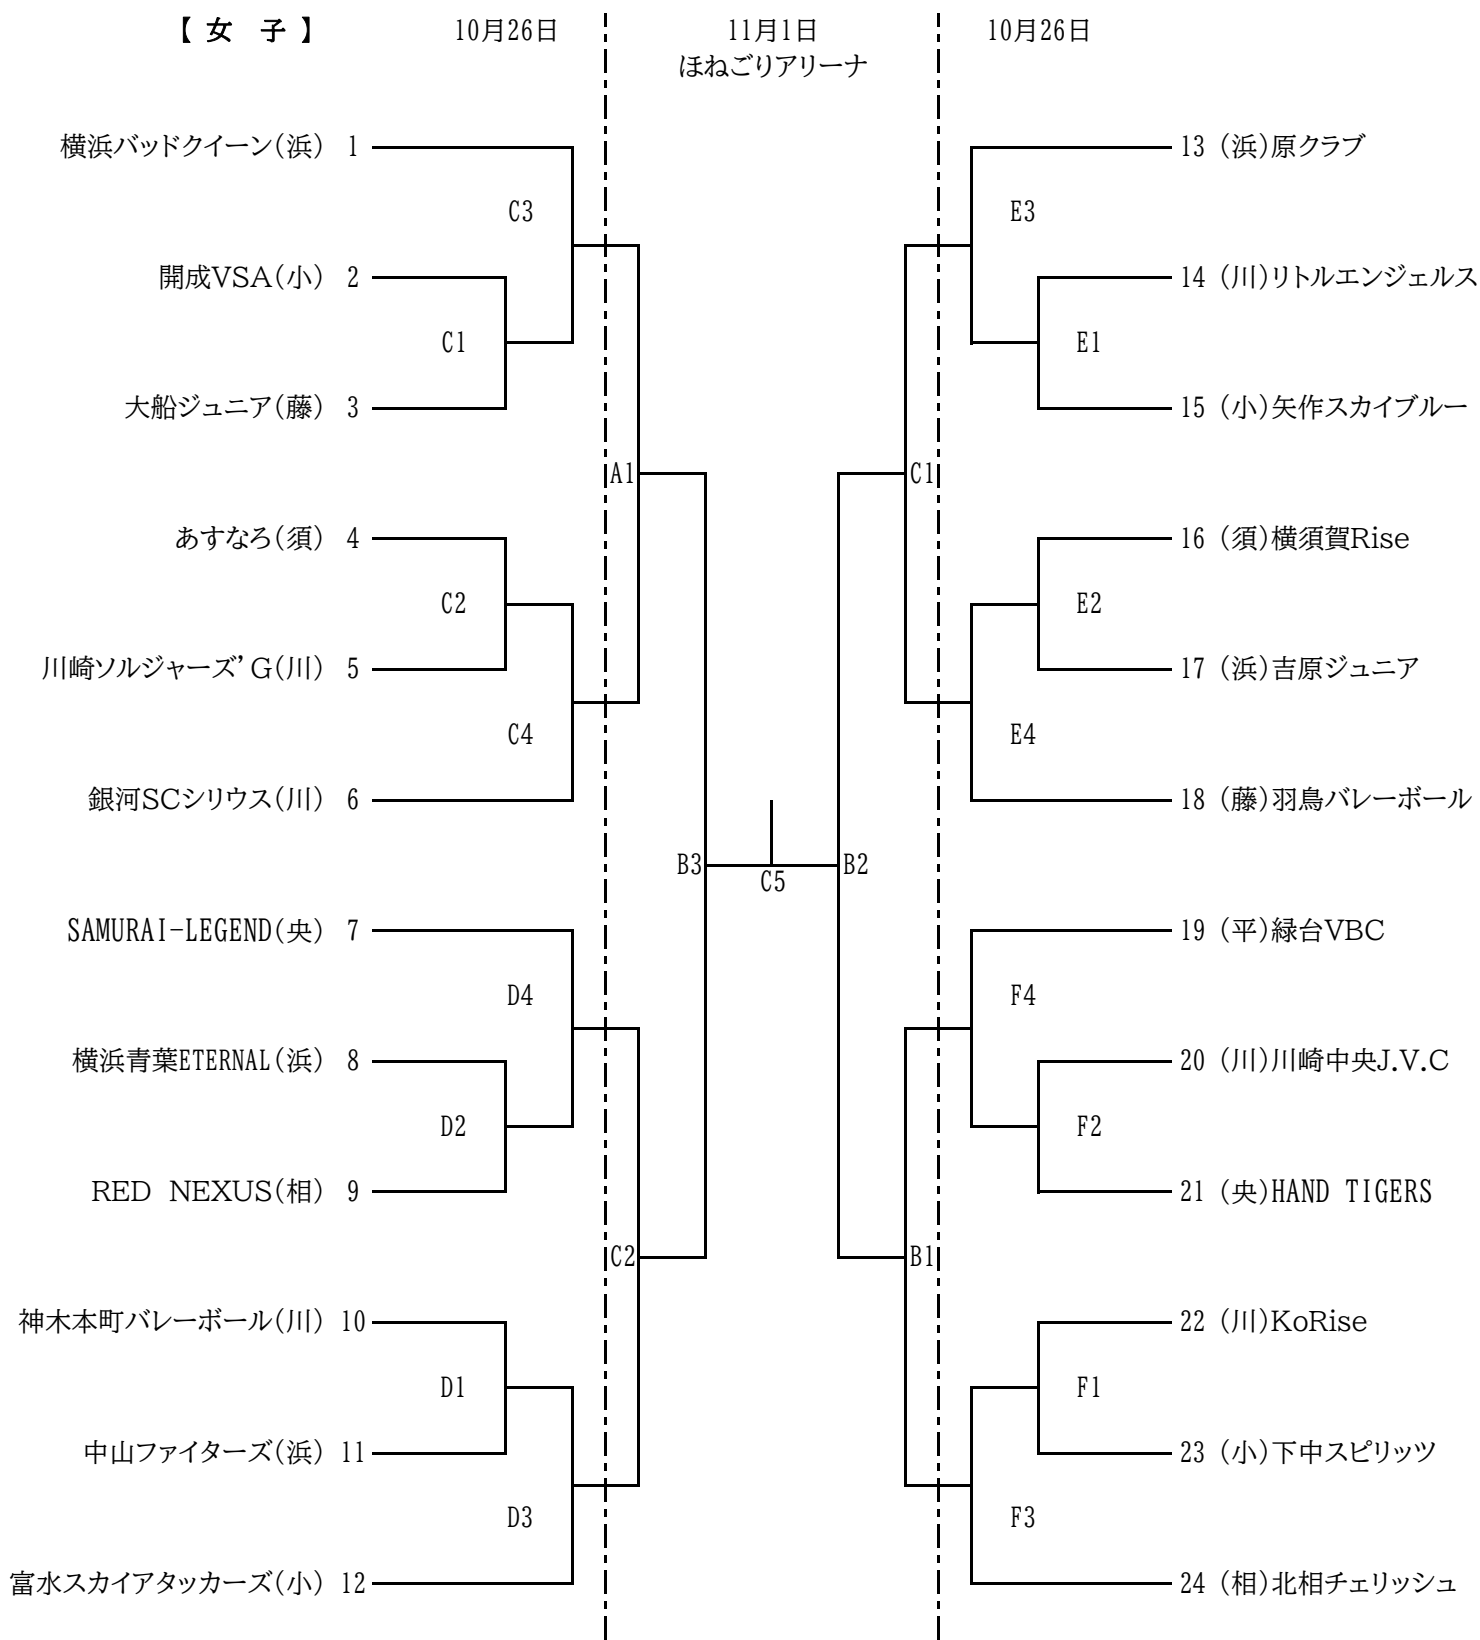 【 女　子 】　10月26日　11月1日　10月26日
ほねごりアリーナ
横浜バッドクイーン(浜) 1　13 (浜)原クラブ
C3　E3
開成VSA(小) 2　14 (川)リトルエンジェルス
C1　E1
大船ジュニア(藤) 3　15 (小)矢作スカイブルー
A1　C1
あすなろ(須) 4　16 (須)横須賀Rise
C2　E2
川崎ソルジャーズ’G(川) 5　17 (浜)吉原ジュニア
C4　E4
銀河SCシリウス(川) 6　18 (藤)羽鳥バレーボール
B3　B2
C5
SAMURAI-LEGEND(央) 7　19 (平)緑台VBC
D4　F4
横浜青葉ETERNAL(浜) 8　20 (川)川崎中央J.V.C
D2　F2
RED　NEXUS(相) 9　21 (央)HAND TIGERS
C2　B1
神木本町バレーボール(川) 10　22 (川)KoRise
D1　F1
中山ファイターズ(浜) 11　23 (小)下中スピリッツ
D3　F3
富水スカイアタッカーズ(小) 12　24 (相)北相チェリッシュ